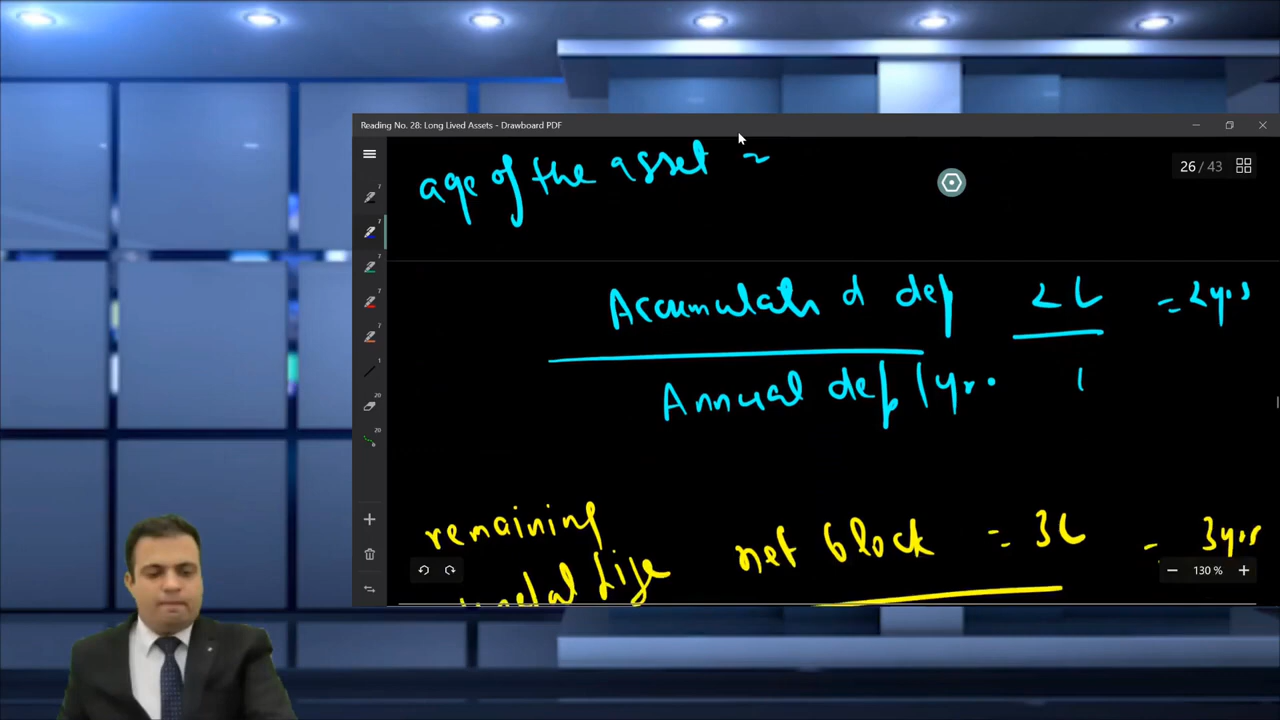 Reading No. 28: Long Lived Assets - Drawboard PDF
26 / 43
age of the asset =
Accumulated dep 2L = 2yrs
Annual dep / yr. 1
remaining
net block = 3L = 3yrs
Life
130 %